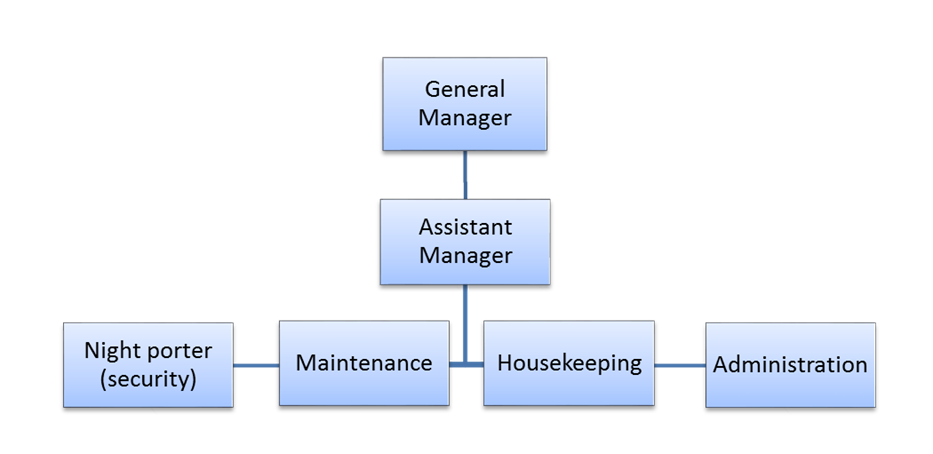 General
Manager
Assistant
Manager
Night porter
(security)
Maintenance
Housekeeping
Administration